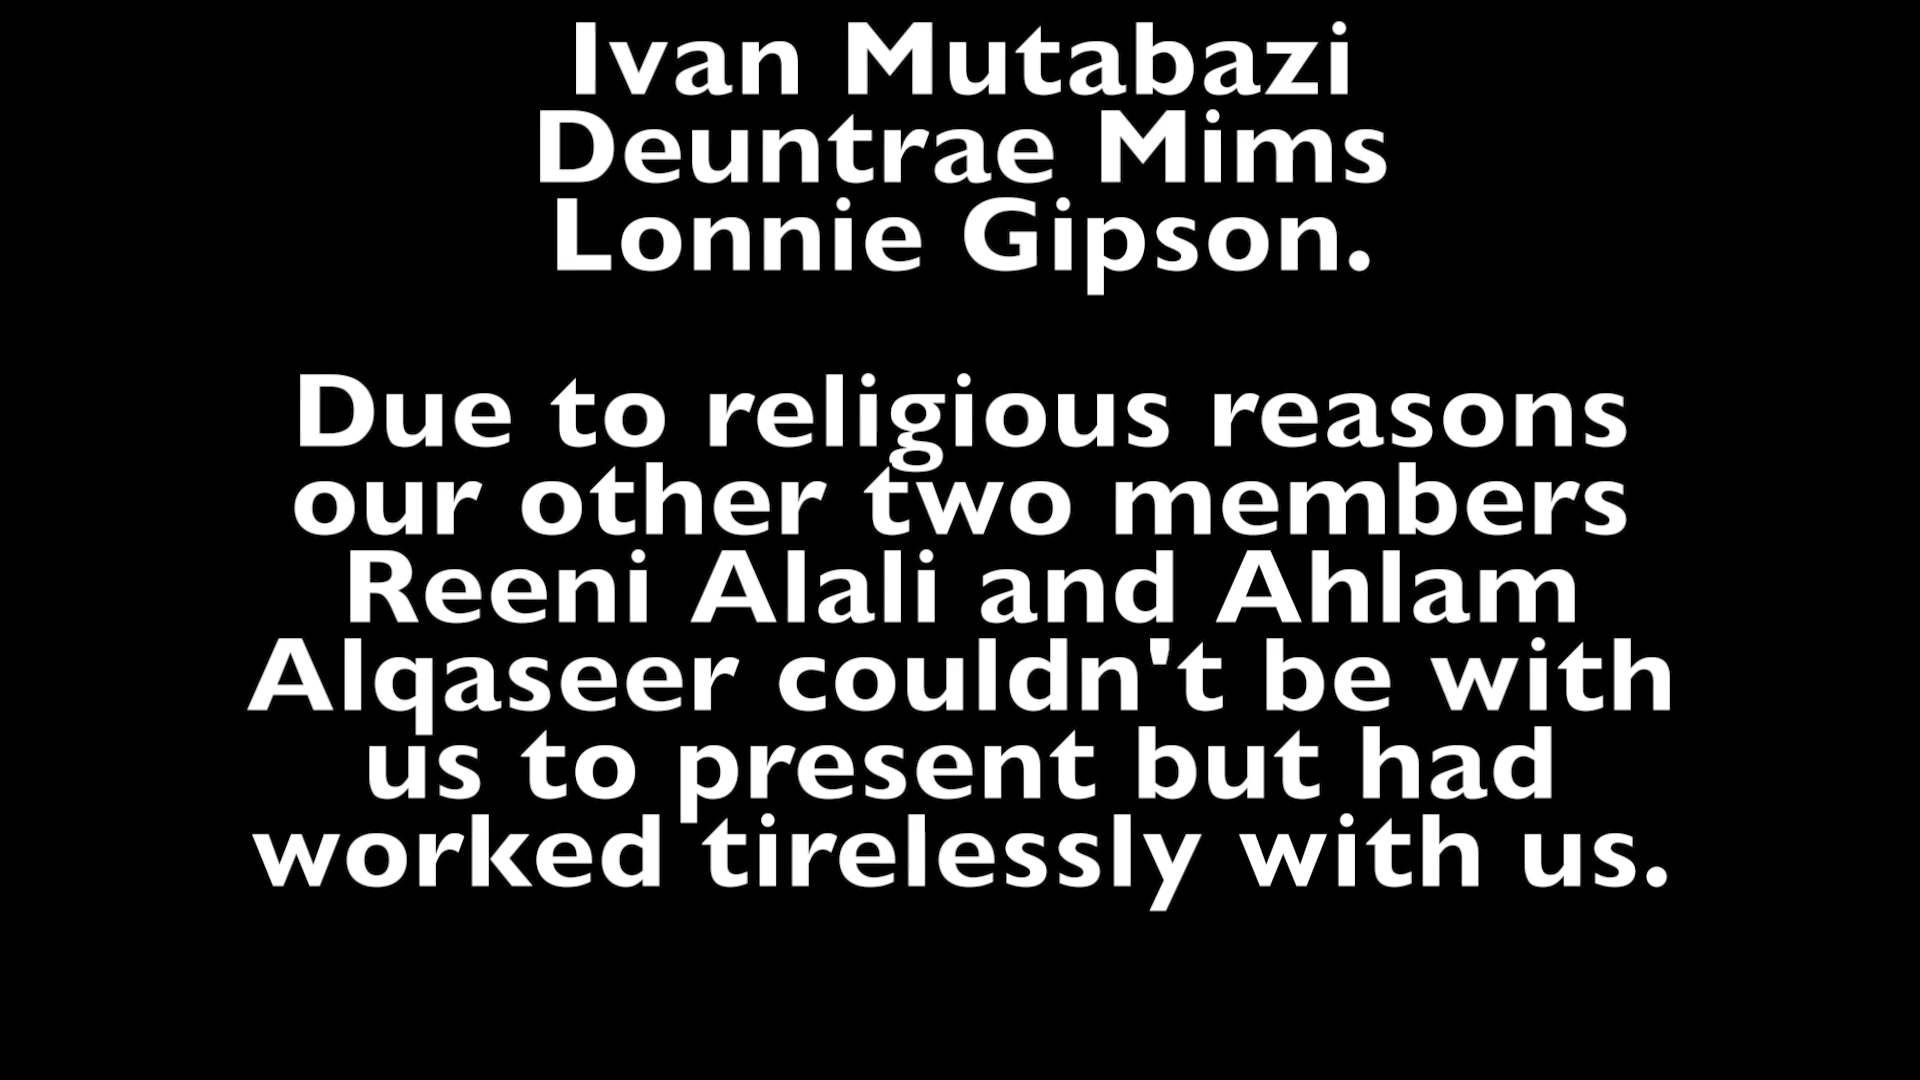 Ivan Mutabazi
Deuntrae Mims
Lonnie Gipson.
Due to religious reasons
our other two members
Reeni Alali and Ahlam
Alqaseer couldn't be with
us to present but had
worked tirelessly with us.